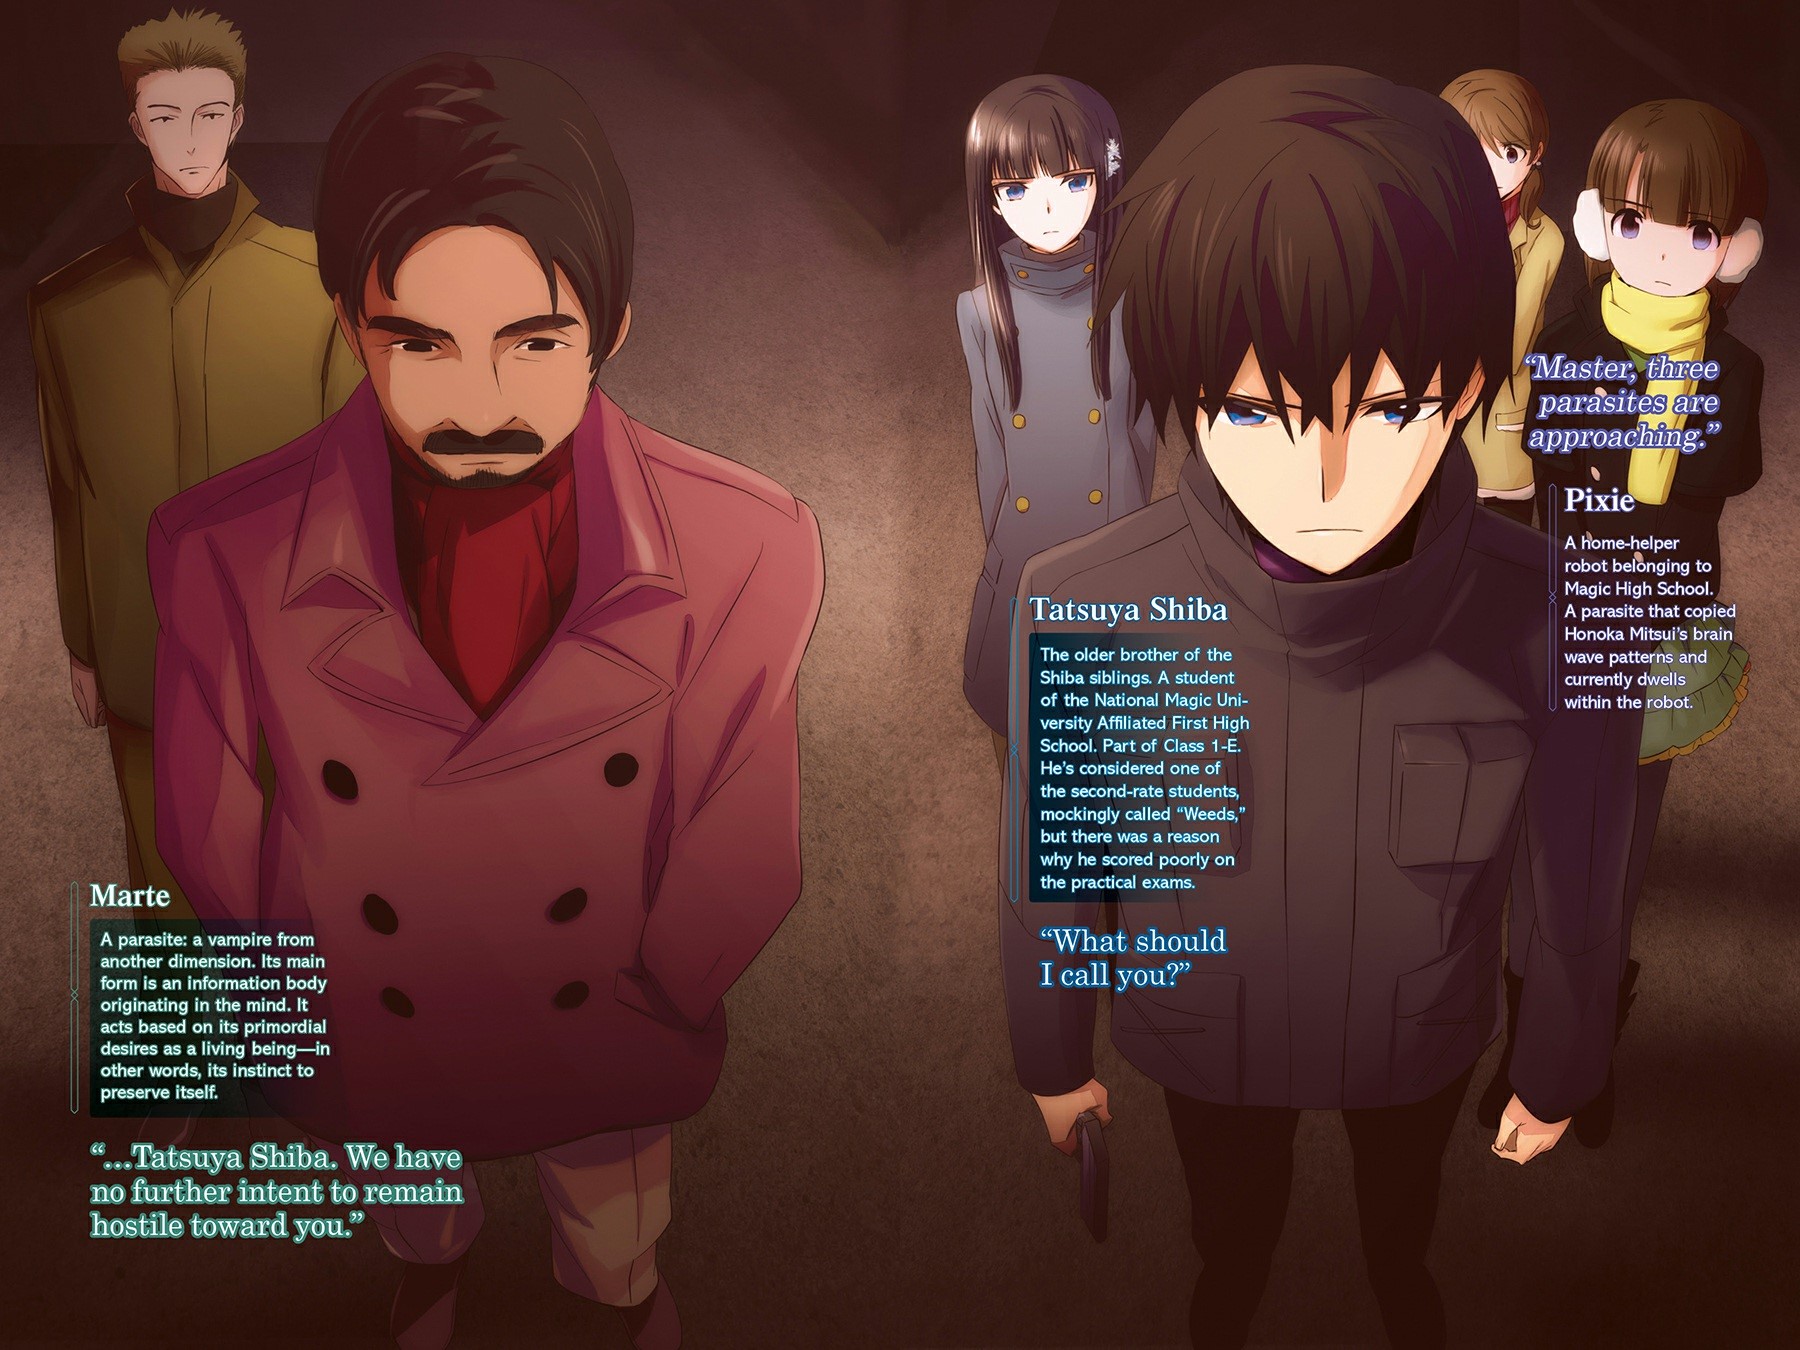 Marte
A parasite: a vampire from
another dimension. Its main
form is an information body
originating in the mind. It
acts based on its primordial
desires as a living being—in
other words, its instinct to
preserve itself.
“...Tatsuya Shiba. We have
no further intent to remain
hostile toward you.”
Tatsuya Shiba
The older brother of the
Shiba siblings. A student
of the National Magic Uni-
versity Affiliated First High
School. Part of Class 1-E.
He’s considered one of
the second-rate students,
mockingly called “Weeds,”
but there was a reason
why he scored poorly on
the practical exams.
“What should
I call you?”
“Master, three
parasites are
approaching.”
Pixie
A home-helper
robot belonging to
Magic High School.
A parasite that copied
Honoka Mitsui’s brain
wave patterns and
currently dwells
within the robot.